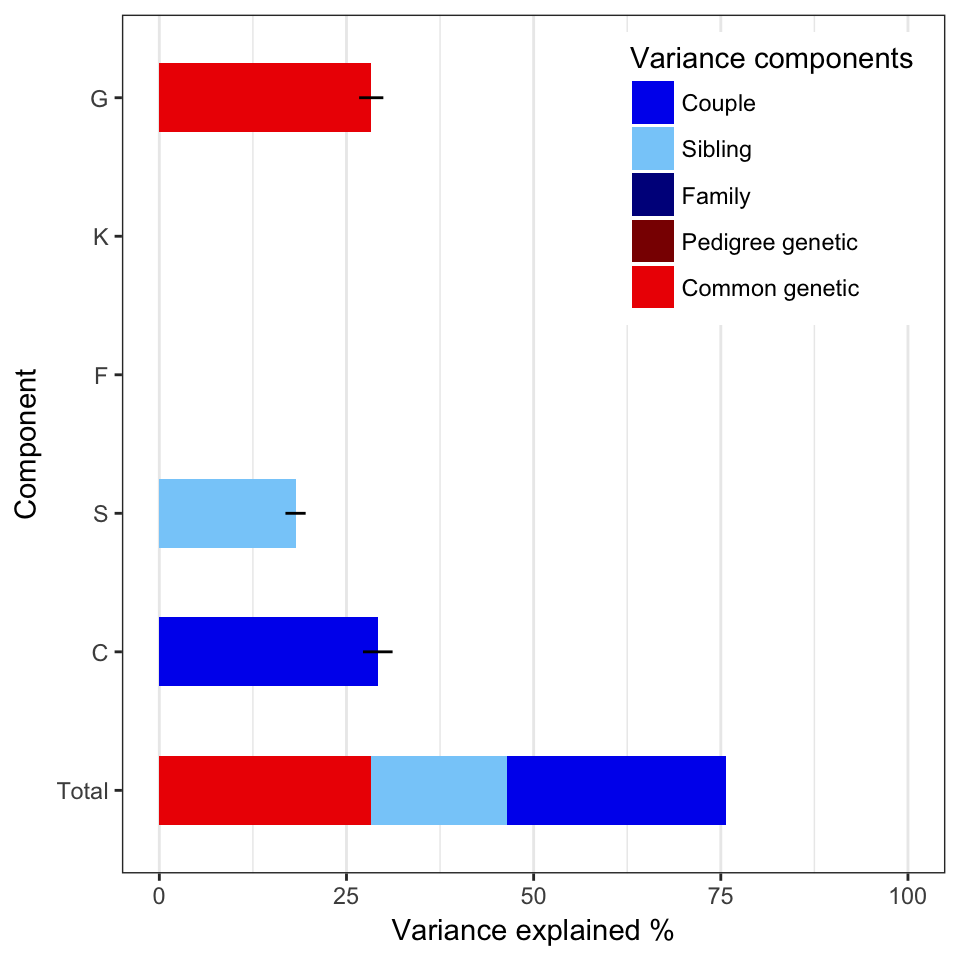 Variance components
Couple
Sibling
Family
Pedigree genetic
Common genetic
G
K
F
S
C
Total
Component
0 25 50 75 100
Variance explained %